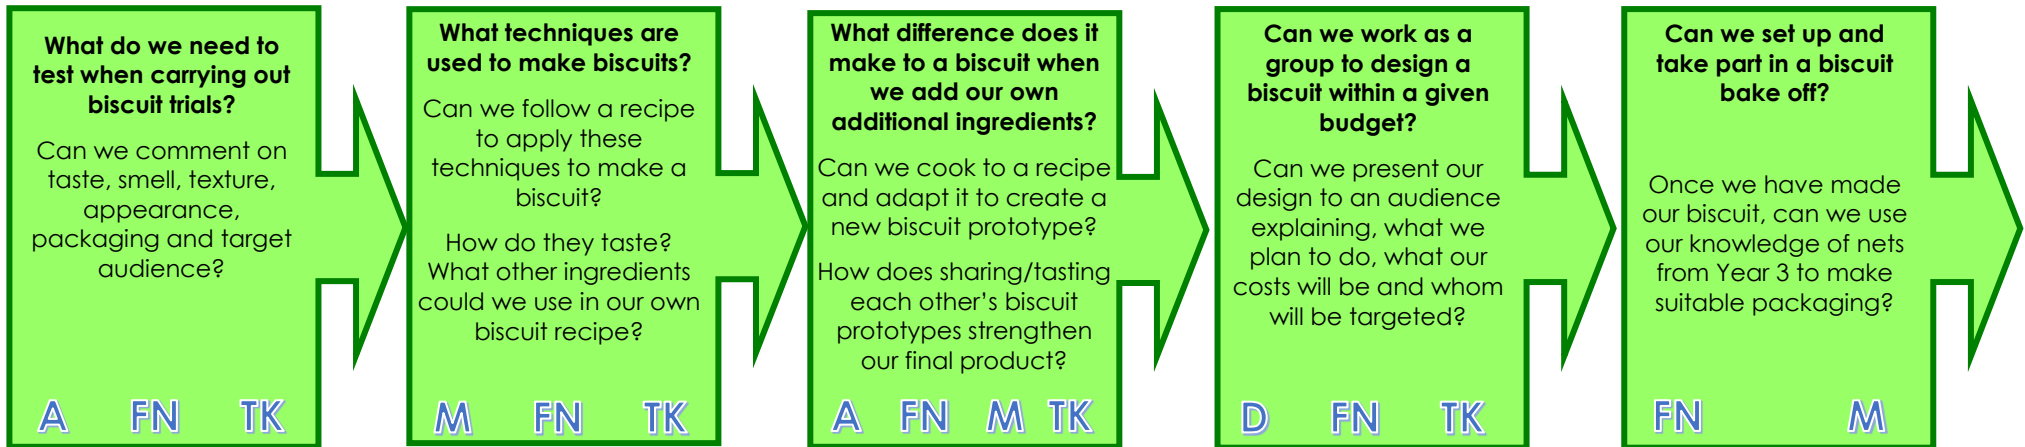 What do we need to
test when carrying out
biscuit trials?
Can we comment on
taste, smell, texture,
appearance,
packaging and target
audience?
A FN TK
What techniques are
used to make biscuits?
Can we follow a recipe
to apply these
techniques to make a
biscuit?
How do they taste?
What other ingredients
could we use in our own
biscuit recipe?
M FN TK
What difference does it
make to a biscuit when
we add our own
additional ingredients?
Can we cook to a recipe
and adapt it to create a
new biscuit prototype?
How does sharing/tasting
each other’s biscuit
prototypes strengthen
our final product?
A FN M TK
Can we work as a
group to design a
biscuit within a given
budget?
Can we present our
design to an audience
explaining, what we
plan to do, what our
costs will be and whom
will be targeted?
D FN TK
Can we set up and
take part in a biscuit
bake off?
Once we have made
our biscuit, can we use
our knowledge of nets
from Year 3 to make
suitable packaging?
FN M